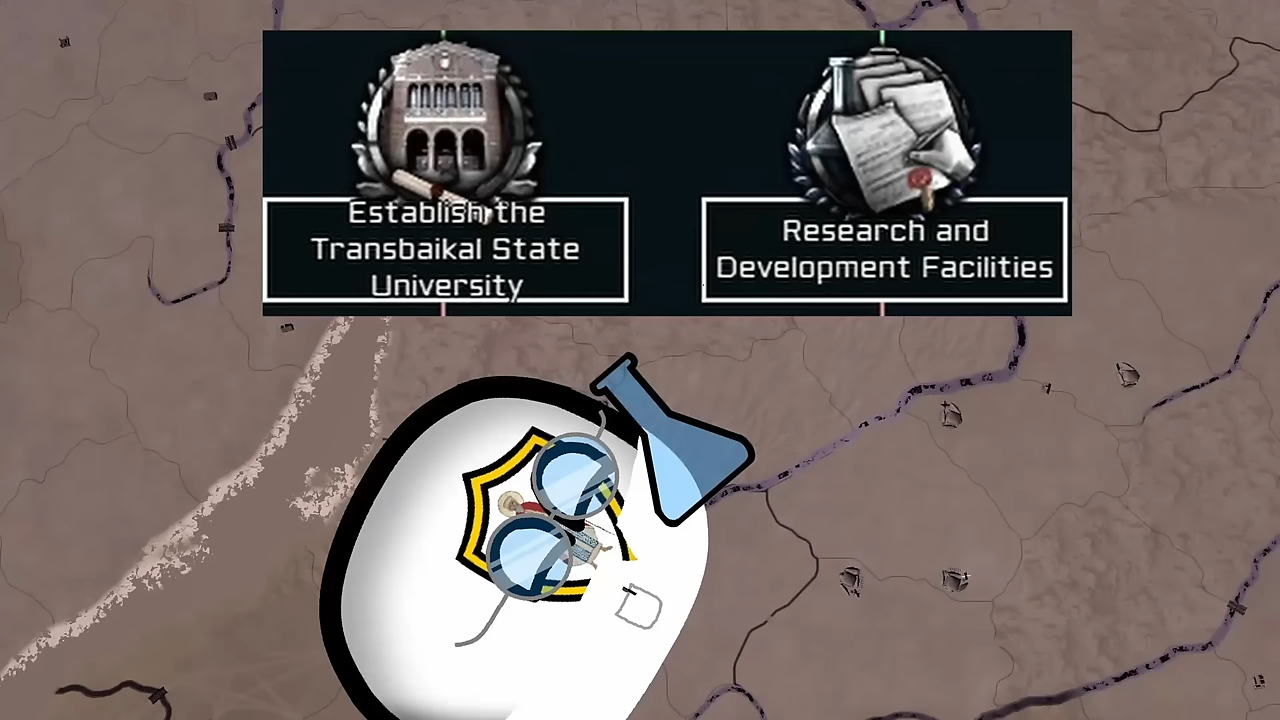 Establish the
Transbaikal State
University
Research and
Development Facilities